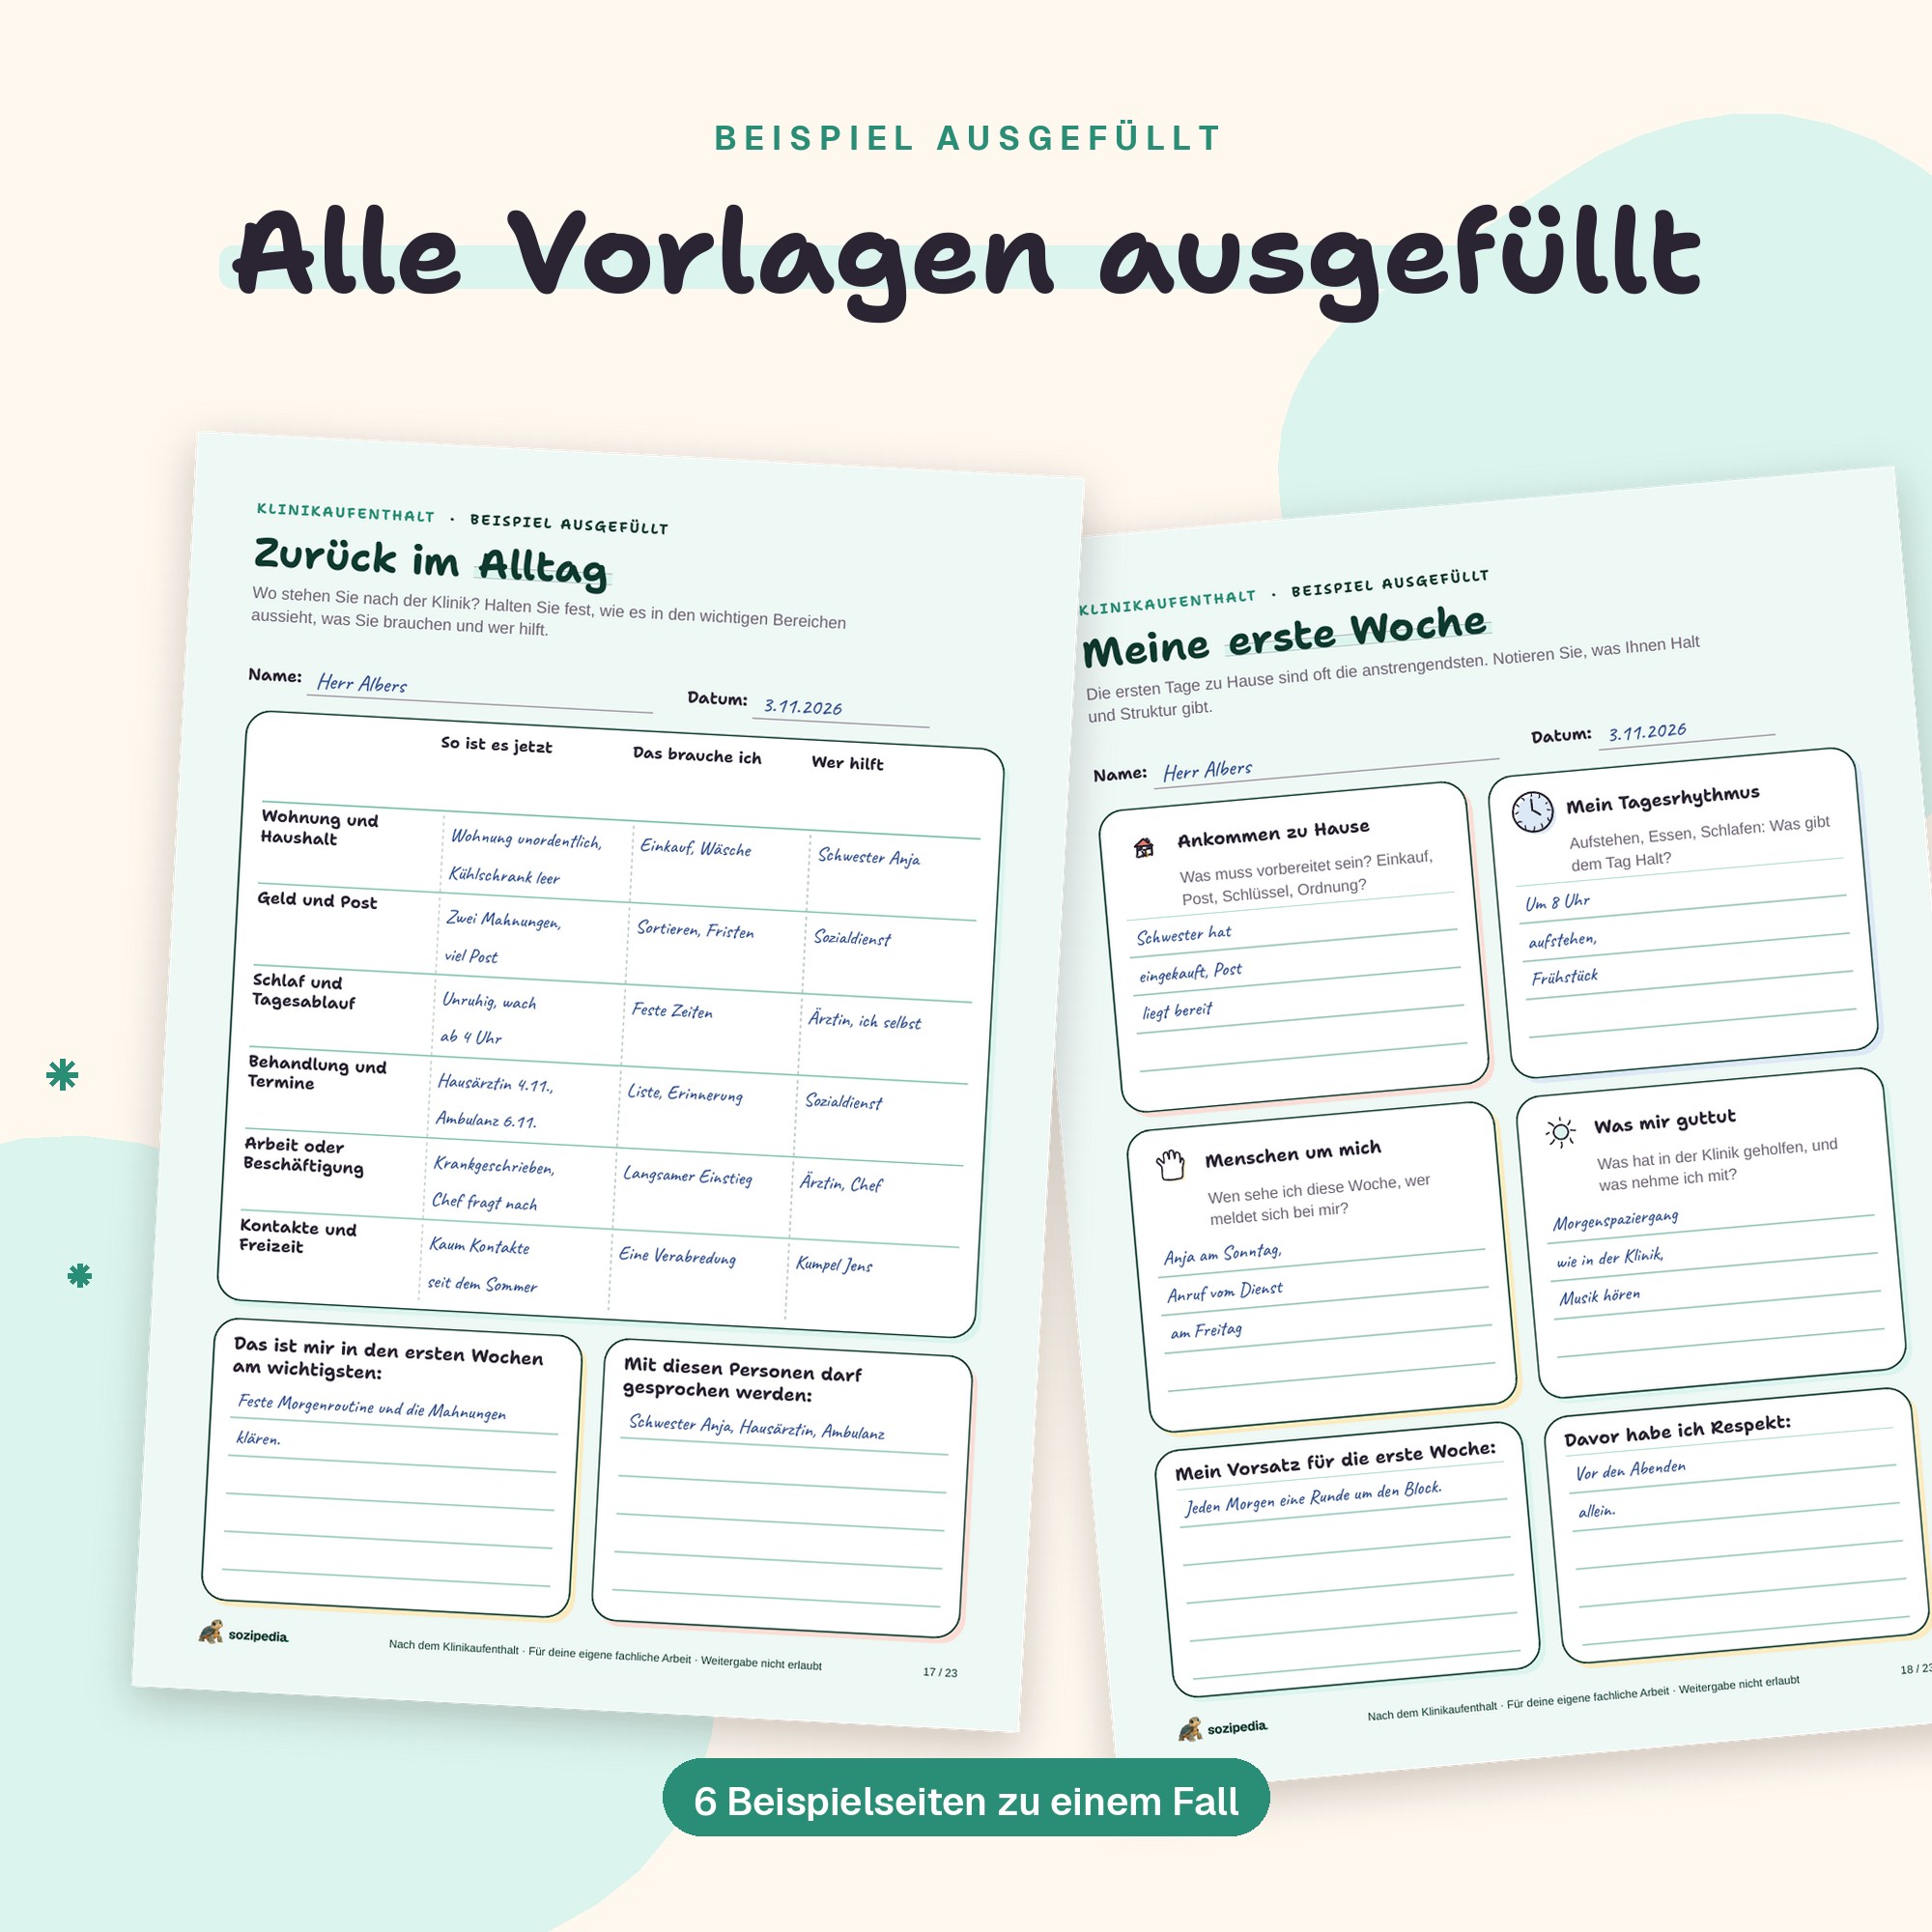 BEISPIEL AUSGEFÜLLT
Alle Vorlagen ausgefüllt
KLINIKAUFENTHALT · BEISPIEL AUSGEFÜLLT
Zurück im Alltag
Wo stehen Sie nach der Klinik? Halten Sie fest, wie es in den wichtigen Bereichen
aussieht, was Sie brauchen und wer hilft.
Name: Herr Albers Datum: 3.11.2026
So ist es jetzt Das brauche ich Wer hilft
Wohnung und
Haushalt
Wohnung unordentlich,
Kühlschrank leer
Einkauf, Wäsche
Schwester Anja
Geld und Post
Zwei Mahnungen,
viel Post
Sortieren, Fristen
Sozialdienst
Schlaf und
Tagesablauf
Unruhig, wach
ab 4 Uhr
Feste Zeiten
Ärztin, ich selbst
Behandlung und
Termine
Hausärztin 4.11.,
Ambulanz 6.11.
Liste, Erinnerung
Sozialdienst
Arbeit oder
Beschäftigung
Krankgeschrieben,
Chef fragt nach
Langsamer Einstieg
Ärztin, Chef
Kontakte und
Freizeit
Kaum Kontakte
seit dem Sommer
Eine Verabredung
Kumpel Jens
Das ist mir in den ersten Wochen
am wichtigsten:
Feste Morgenroutine und die Mahnungen
klären.
Mit diesen Personen darf
gesprochen werden:
Schwester Anja, Hausärztin, Ambulanz
sozipedia.
Nach dem Klinikaufenthalt · Für deine eigene fachliche Arbeit · Weitergabe nicht erlaubt
17 / 23
KLINIKAUFENTHALT · BEISPIEL AUSGEFÜLLT
Meine erste Woche
Die ersten Tage zu Hause sind oft die anstrengendsten. Notieren Sie, was Ihnen Halt
und Struktur gibt.
Name: Herr Albers Datum: 3.11.2026
Ankommen zu Hause
Was muss vorbereitet sein? Einkauf,
Post, Schlüssel, Ordnung?
Schwester hat
eingekauft, Post
liegt bereit
Mein Tagesrhythmus
Aufstehen, Essen, Schlafen: Was gibt
dem Tag Halt?
Um 8 Uhr
aufstehen,
Frühstück
Menschen um mich
Wen sehe ich diese Woche, wer
meldet sich bei mir?
Anja am Sonntag,
Anruf vom Dienst
am Freitag
Was mir guttut
Was hat in der Klinik geholfen, und
was nehme ich mit?
Morgenspaziergang
wie in der Klinik,
Musik hören
Mein Vorsatz für die erste Woche:
Jeden Morgen eine Runde um den Block.
Davor habe ich Respekt:
Vor den Abenden
allein.
sozipedia.
Nach dem Klinikaufenthalt · Für deine eigene fachliche Arbeit · Weitergabe nicht erlaubt
18 / 23
6 Beispielseiten zu einem Fall